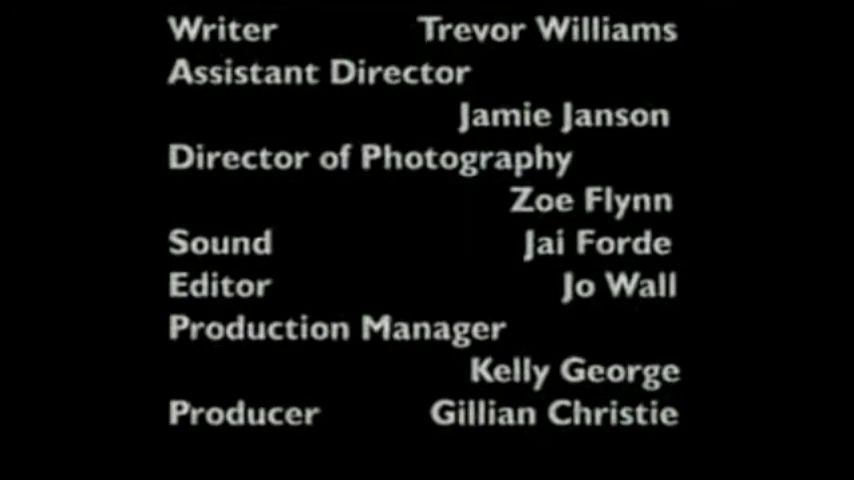 Writer Trevor Williams
Assistant Director
Jamie Janson
Director of Photography
Zoe Flynn
Sound Jai Forde
Editor Jo Wall
Production Manager
Kelly George
Producer Gillian Christie